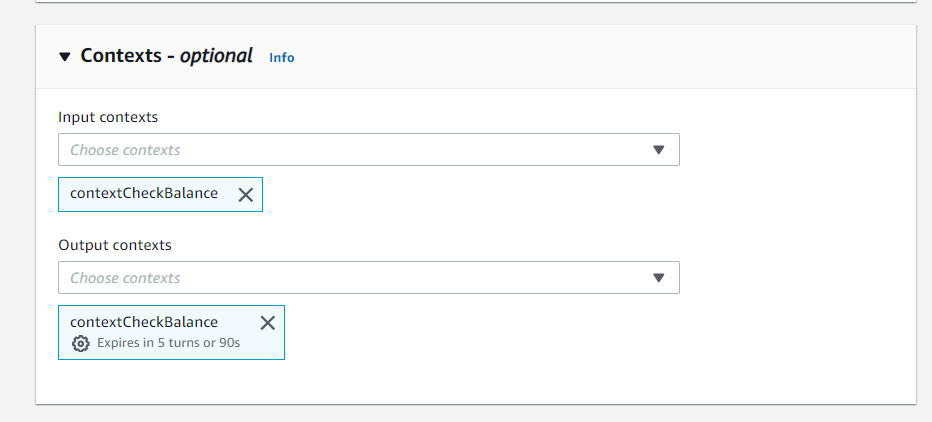 Contexts - optional Info
Input contexts
Choose contexts
contextCheckBalance
Output contexts
Choose contexts
contextCheckBalance
Expires in 5 turns or 90s